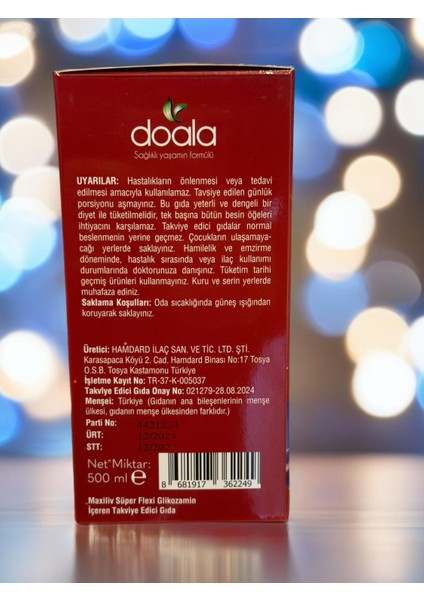 doala
Sağlıklı yaşamın formülü
UYARILAR: Hastalıkların önlenmesi veya tedavi
edilmesi amacıyla kullanılamaz. Tavsiye edilen günlük
porsiyonu aşmayınız. Bu gıda yeterli ve dengeli bir
diyet ile tüketilmelidir, tek başına bütün besin öğeleri
ihtiyacını karşılamaz. Takviye edici gıdalar normal
beslenmenin yerine geçmez. Çocukların ulaşamaya-
cağı yerlerde saklayınız. Hamilelik ve emzirme
döneminde, hastalık sırasında veya ilaç kullanımı
durumlarında doktorunuza danışınız. Tüketim tarihi
geçmiş ürünleri kullanmayınız. Kuru ve serin yerlerde
muhafaza ediniz.
Saklama Koşulları: Oda sıcaklığında güneş ışığından
koruyarak saklayınız.
Üretici: HAMDARD İLAÇ SAN. VE TİC. LTD. ŞTİ.
Karasapaca Köyü 2. Cad. Hamdard Binası No:17 Tosya
O.S.B. Tosya Kastamonu Türkiye
İşletme Kayıt No: TR-37-K-005037
Takviye Edici Gıda Onay No: 021279-28.08.2024
Menşei: Türkiye (Gıdanın ana bileşenlerinin menşe
ülkesi, gıdanın menşe ülkesinden farklıdır.)
Parti No:
ÜRT: 12/2024
STT:
Net Miktar:
500 ml e
8 681917 362249
Maxiliv Süper Flexi Glikozamin
İçeren Takviye Edici Gıda